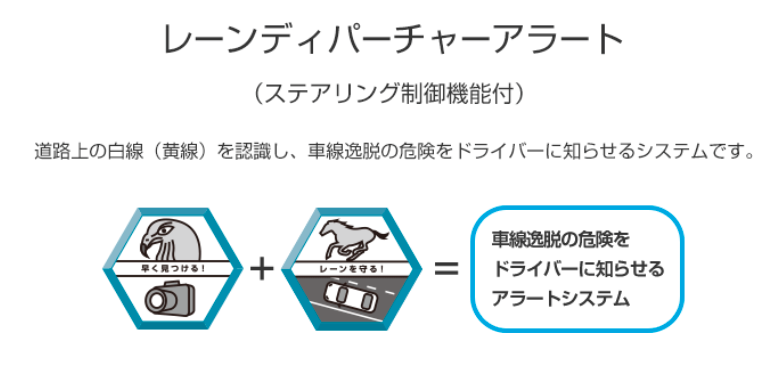 レーンディパーチャーアラート
（ステアリング制御機能付）
道路上の白線（黄線）を認識し、車線逸脱の危険をドライバーに知らせるシステムです。
早く見つける！
+
レーンを守る！
=
車線逸脱の危険を
ドライバーに知らせる
アラートシステム